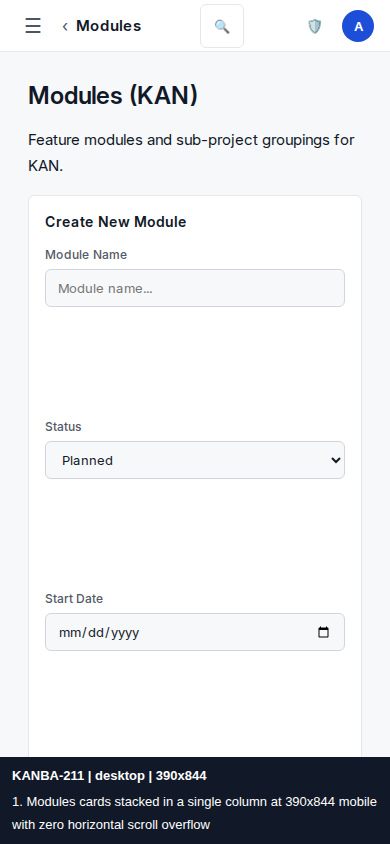 ☰ ‹ Modules 🔍 🛡️ A
Modules (KAN)
Feature modules and sub-project groupings for
KAN.
Create New Module
Module Name
Module name...
Status
Planned
Start Date
mm/dd/yyyy
KANBA-211 | desktop | 390x844
1. Modules cards stacked in a single column at 390x844 mobile
with zero horizontal scroll overflow